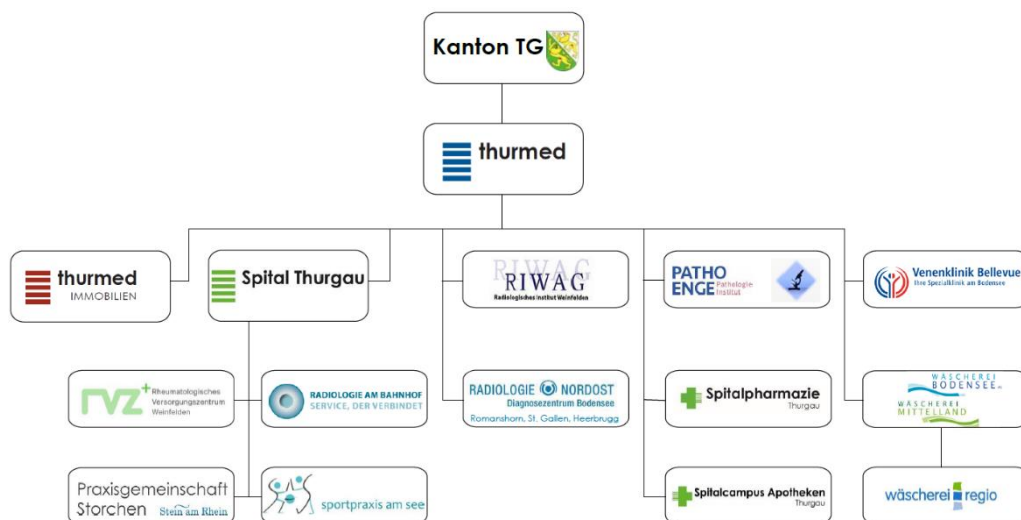 Kanton TG
thurmed
thurmed
IMMOBILIEN
Spital Thurgau
RIWAG
RIWAG
Radiologisches Institut Weinfelden
PATHO
ENGE
Pathologie-
Institut
Venenklinik Bellevue
Ihre Spezialklinik am Bodensee
rvz+
Rheumatologisches
Versorgungszentrum
Weinfelden
RADIOLOGIE AM BAHNHOF
SERVICE, DER VERBINDET
RADIOLOGIE NORDOST
Diagnosezentrum Bodensee
Romanshorn, St. Gallen, Heerbrugg
Spitalpharmazie
Thurgau
WÄSCHEREI
BODENSEE
WÄSCHEREI
MITTELLAND
Praxisgemeinschaft
Storchen
Stein am Rhein
sportpraxis am see
Spitalcampus Apotheken
Thurgau
wäscherei regio